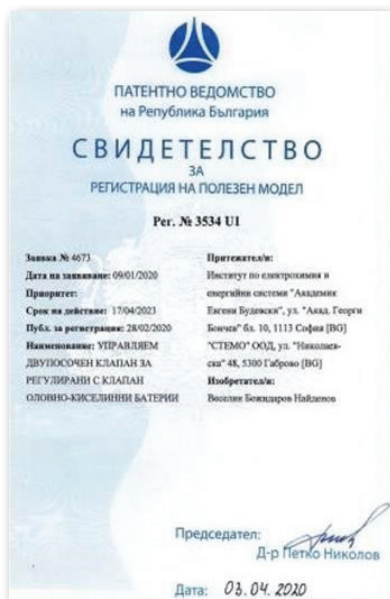 ПАТЕНТНО ВЕДОМСТВО
на Република България
СВИДЕТЕЛСТВО
ЗА
РЕГИСТРАЦИЯ НА ПОЛЕЗЕН МОДЕЛ
Рег. № 3534 U1
Заявка № 4673
Дата на заявяване: 09/01/2020
Приоритет:
Срок на действие: 17/04/2023
Публ. за регистрация: 28/02/2020
Наименование: УПРАВЛЯЕМ
ДВУПОСОЧЕН КЛАПАН ЗА
РЕГУЛИРАНИ С КЛАПАН
ОЛОВНО-КИСЕЛИННИ БАТЕРИИ
Притежател/и:
Институт по електрохимия и
енергийни системи "Академик
Евгени Будевски", ул. "Акад. Георги
Бончев" бл. 10, 1113 София [BG]
"СТЕМО" ООД, ул. "Николаев-
ска" 48, 5300 Габрово [BG]
Изобретател/и:
Веселин Божидаров Найденов
Председател:
Д-р Петко Николов
Дата: 03.04.2020